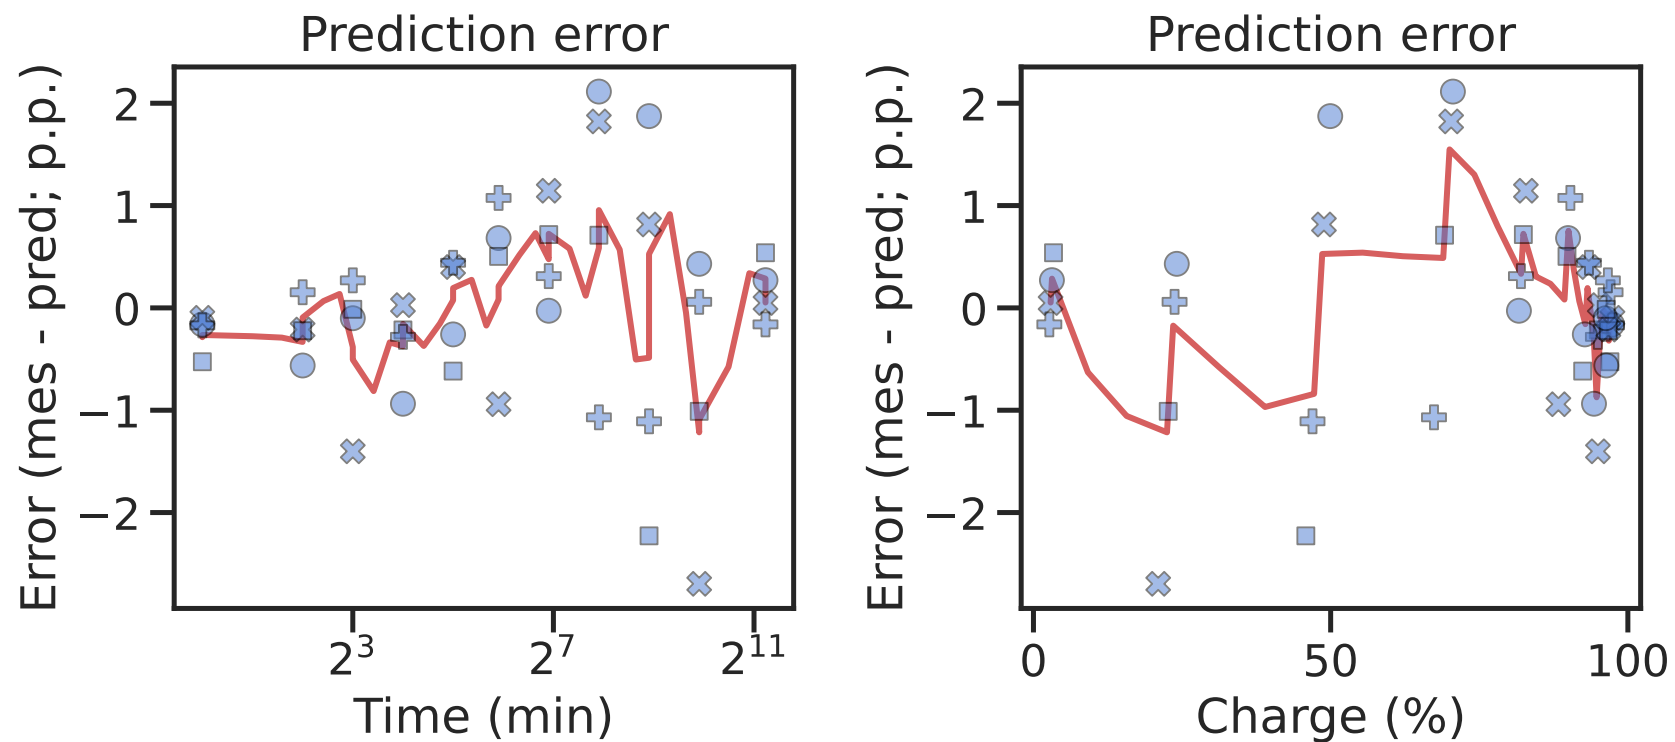 Prediction error
Error (mes - pred; p.p.)
2
1
0
−1
−2
2³
2⁷
2¹¹
Time (min)
Prediction error
Error (mes - pred; p.p.)
2
1
0
−1
−2
0
50
100
Charge (%)